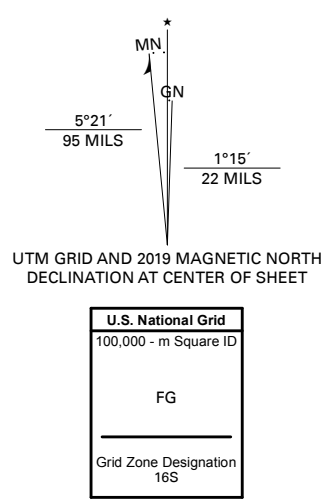 ★
MN
GN
5°21´
95 MILS
1°15´
22 MILS
UTM GRID AND 2019 MAGNETIC NORTH
DECLINATION AT CENTER OF SHEET
U.S. National Grid
100,000 - m Square ID
FG
Grid Zone Designation
16S